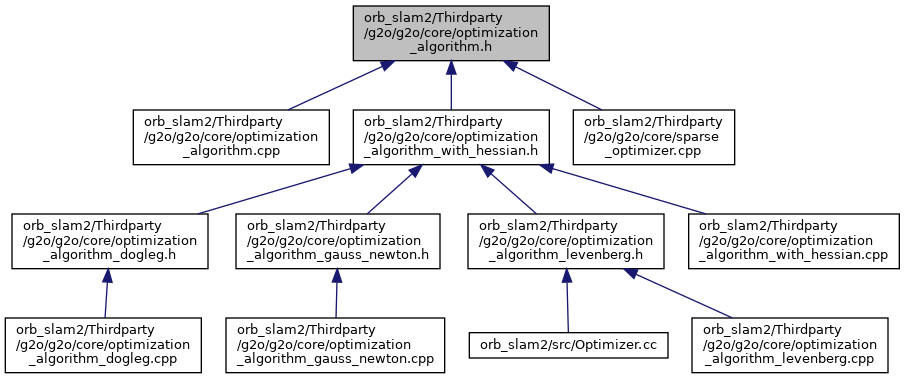 orb_slam2/Thirdparty
/g2o/g2o/core/optimization
_algorithm.h
orb_slam2/Thirdparty
/g2o/g2o/core/optimization
_algorithm.cpp
orb_slam2/Thirdparty
/g2o/g2o/core/optimization
_algorithm_with_hessian.h
orb_slam2/Thirdparty
/g2o/g2o/core/sparse
_optimizer.cpp
orb_slam2/Thirdparty
/g2o/g2o/core/optimization
_algorithm_dogleg.h
orb_slam2/Thirdparty
/g2o/g2o/core/optimization
_algorithm_gauss_newton.h
orb_slam2/Thirdparty
/g2o/g2o/core/optimization
_algorithm_levenberg.h
orb_slam2/Thirdparty
/g2o/g2o/core/optimization
_algorithm_with_hessian.cpp
orb_slam2/Thirdparty
/g2o/g2o/core/optimization
_algorithm_dogleg.cpp
orb_slam2/Thirdparty
/g2o/g2o/core/optimization
_algorithm_gauss_newton.cpp
orb_slam2/src/Optimizer.cc
orb_slam2/Thirdparty
/g2o/g2o/core/optimization
_algorithm_levenberg.cpp